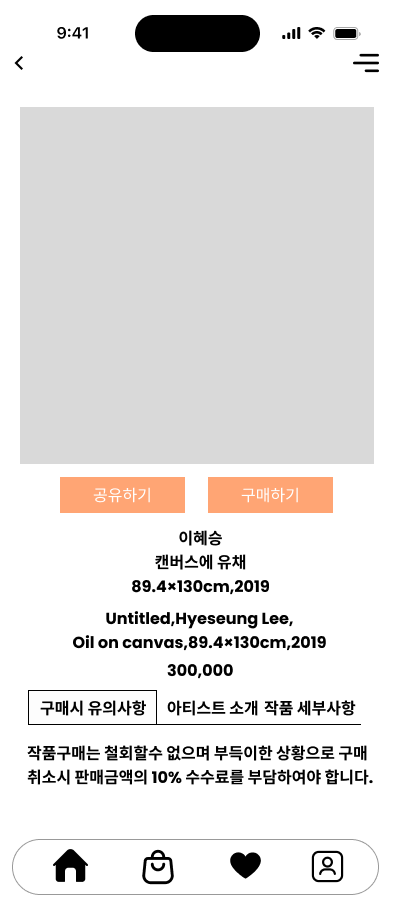 9:41
공유하기 구매하기
이혜승
캔버스에 유채
89.4×130cm,2019
Untitled,Hyeseung Lee,
Oil on canvas,89.4×130cm,2019
300,000
구매시 유의사항 아티스트 소개 작품 세부사항
작품구매는 철회할수 없으며 부득이한 상황으로 구매
취소시 판매금액의 10% 수수료를 부담하여야 합니다.